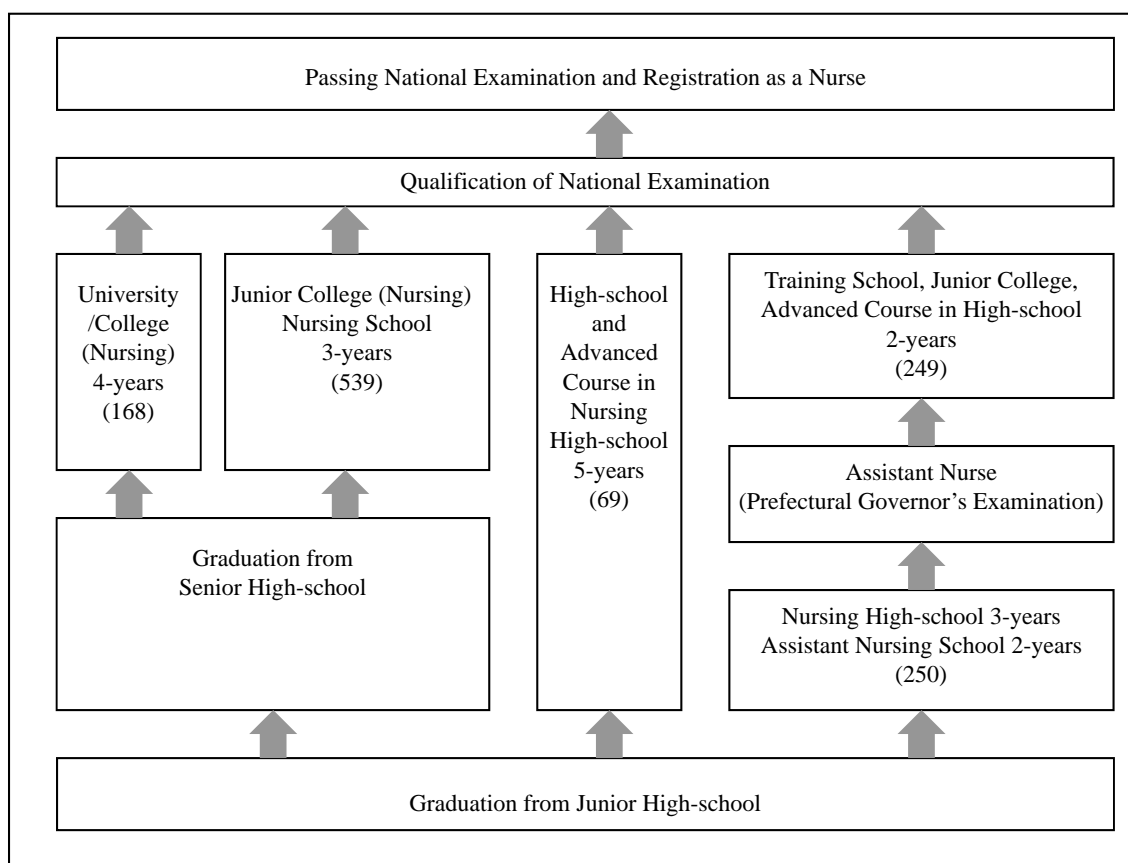 Passing National Examination and Registration as a Nurse
Qualification of National Examination
University
/College
(Nursing)
4-years
(168)
Junior College (Nursing)
Nursing School
3-years
(539)
High-school
and
Advanced
Course in
Nursing
High-school
5-years
(69)
Training School, Junior College,
Advanced Course in High-school
2-years
(249)
Assistant Nurse
(Prefectural Governor’s Examination)
Graduation from
Senior High-school
Nursing High-school 3-years
Assistant Nursing School 2-years
(250)
Graduation from Junior High-school